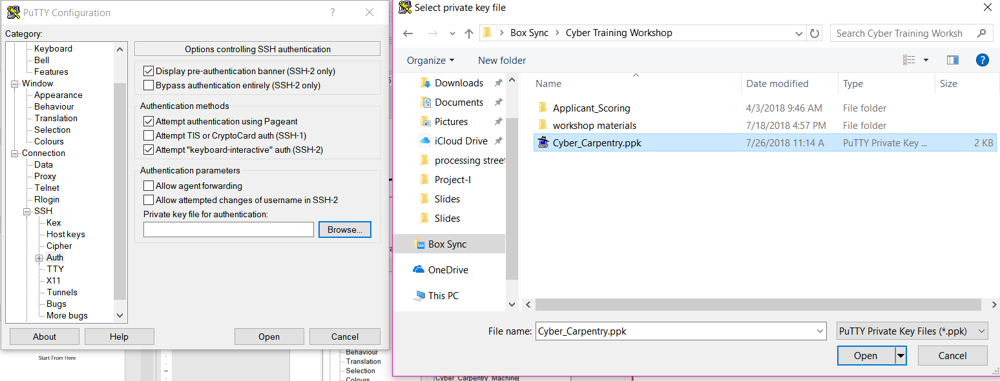 PuTTY Configuration
?
Category:
Keyboard
Bell
Features
Window
Appearance
Behaviour
Translation
Selection
Colours
Connection
Data
Proxy
Telnet
Rlogin
SSH
Kex
Host keys
Cipher
Auth
TTY
X11
Tunnels
Bugs
More bugs
Options controlling SSH authentication
Display pre-authentication banner (SSH-2 only)
Bypass authentication entirely (SSH-2 only)
Authentication methods
Attempt authentication using Pageant
Attempt TIS or CryptoCard auth (SSH-1)
Attempt "keyboard-interactive" auth (SSH-2)
Authentication parameters
Allow agent forwarding
Allow attempted changes of username in SSH-2
Private key file for authentication:
Browse...
About
Help
Open
Cancel
Start From Here
Behaviour
Translation
Selection
Colours
Select private key file
Box Sync > Cyber Training Workshop
Search Cyber Training Worksh
Organize
New folder
?
Downloads
Documents
Pictures
iCloud Drive
processing street
Project-I
Slides
Slides
Box Sync
box
OneDrive
This PC
Name Date modified Type Size
Applicant_Scoring 4/3/2018 9:46 AM File folder
workshop materials 7/18/2018 4:57 PM File folder
Cyber_Carpentry.ppk 7/26/2018 11:14 A PuTTY Private Key ... 2 KB
File name: Cyber_Carpentry.ppk PuTTY Private Key Files (*.ppk)
Open
Cancel
Cyber_Carpentry_Machine